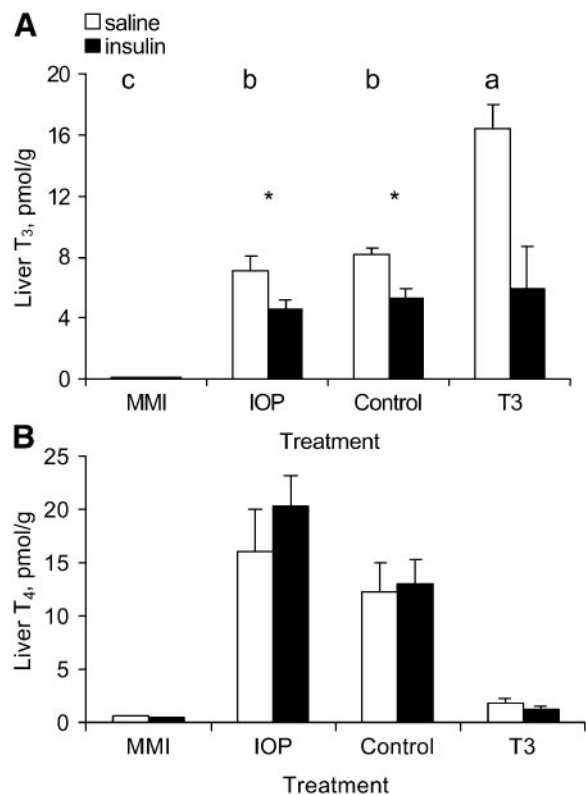 A
saline
insulin
20
c b b a
16
12
* *
8
4
0
Liver T₃, pmol/g
MMI IOP Control T3
Treatment
B
25
20
15
10
5
0
Liver T₄, pmol/g
MMI IOP Control T3
Treatment